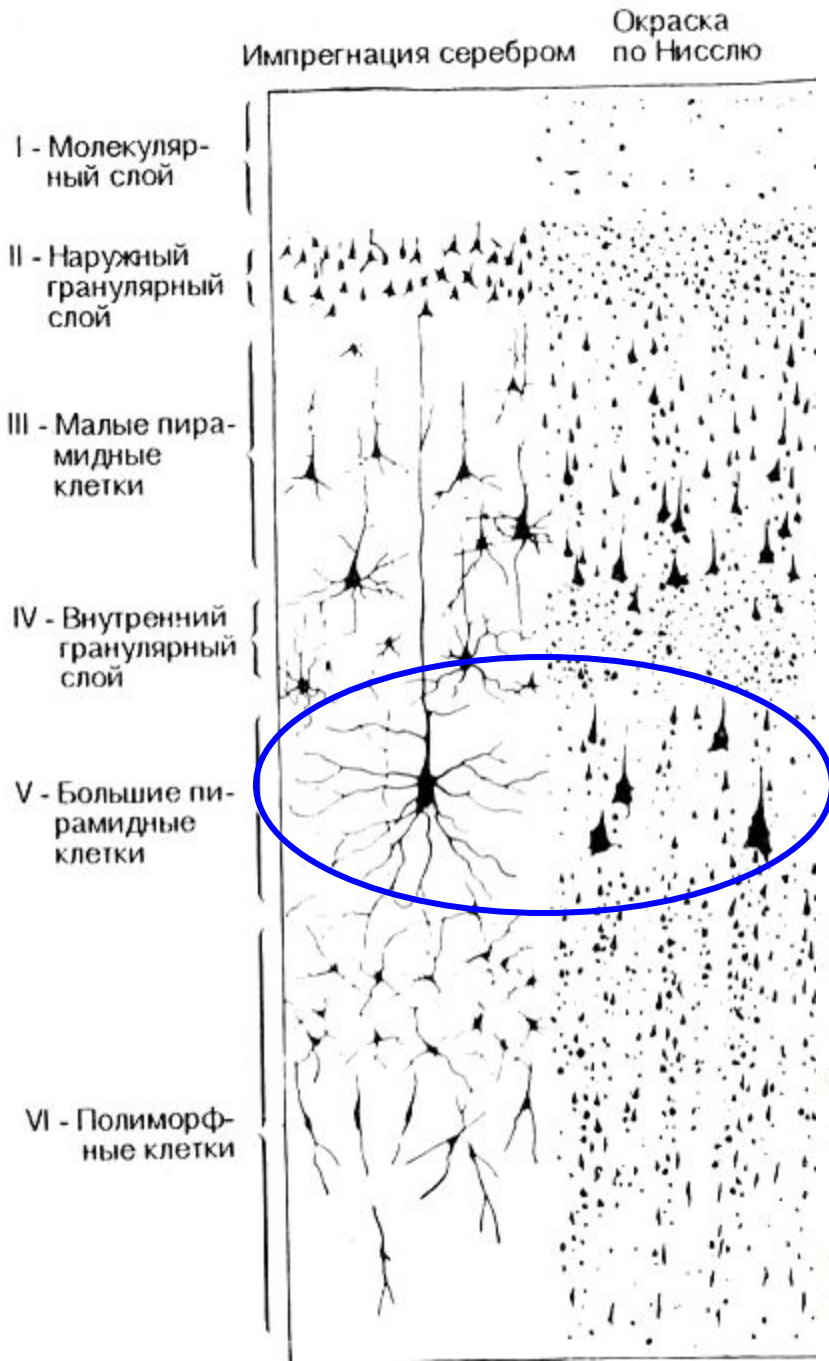 Импрегнация серебром
Окраска
по Нисслю
I - Молекуляр-
ный слой
II - Наружный
гранулярный
слой
III - Малые пира-
мидные
клетки
IV - Внутренний
гранулярный
слой
V - Большие пи-
рамидные
клетки
VI - Полиморф-
ные клетки